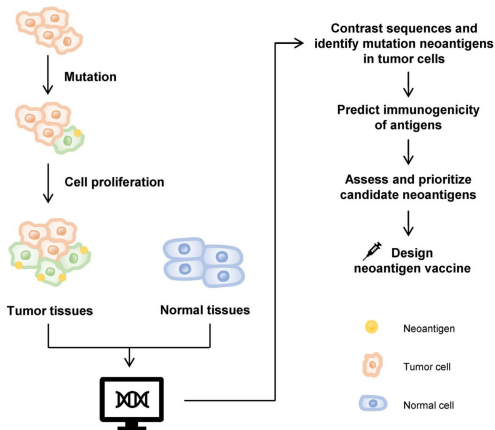 Mutation
Cell proliferation
Tumor tissues
Normal tissues
Contrast sequences and
identify mutation neoantigens
in tumor cells
Predict immunogenicity
of antigens
Assess and prioritize
candidate neoantigens
Design
neoantigen vaccine
Neoantigen
Tumor cell
Normal cell